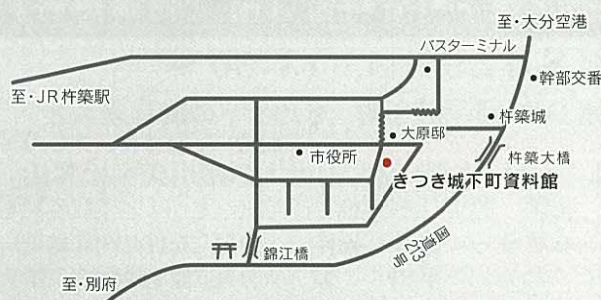 至・大分空港
バスターミナル
幹部交番
至・JR杵築駅
杵築城
大原邸
市役所
杵築大橋
きつき城下町資料館
国道213号
錦江橋
至・別府